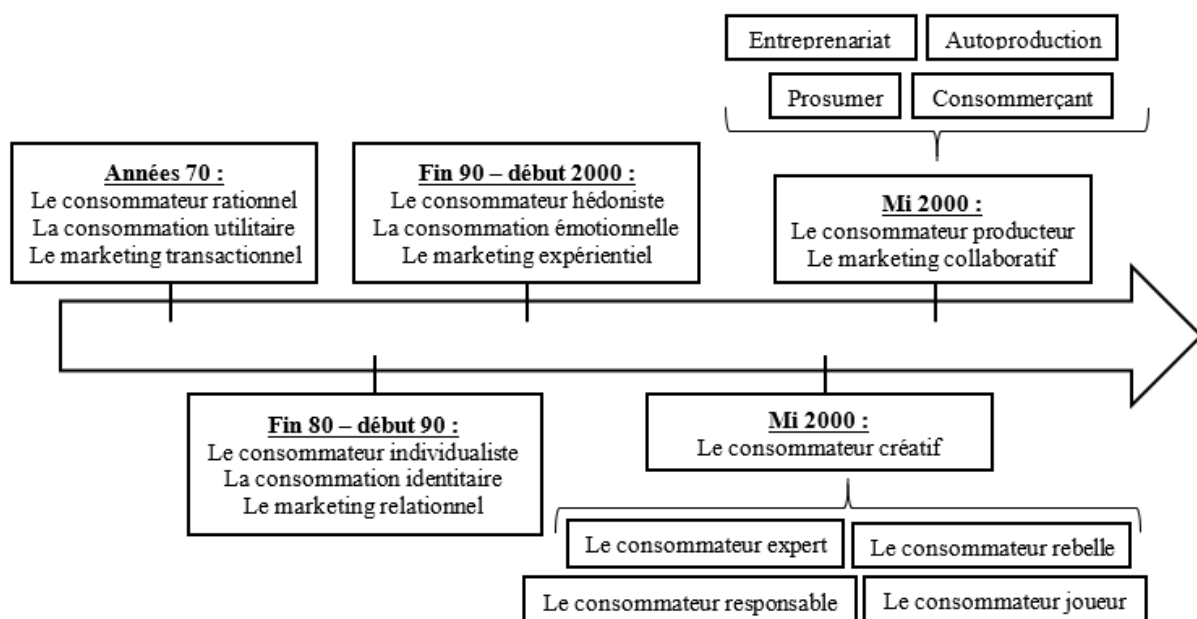 Entreprenariat
Autoproduction
Prosumer
Consommerçant
Années 70 :
Le consommateur rationnel
La consommation utilitaire
Le marketing transactionnel
Fin 90 – début 2000 :
Le consommateur hédoniste
La consommation émotionnelle
Le marketing expérientiel
Mi 2000 :
Le consommateur producteur
Le marketing collaboratif
Fin 80 – début 90 :
Le consommateur individualiste
La consommation identitaire
Le marketing relationnel
Mi 2000 :
Le consommateur créatif
Le consommateur expert
Le consommateur rebelle
Le consommateur responsable
Le consommateur joueur